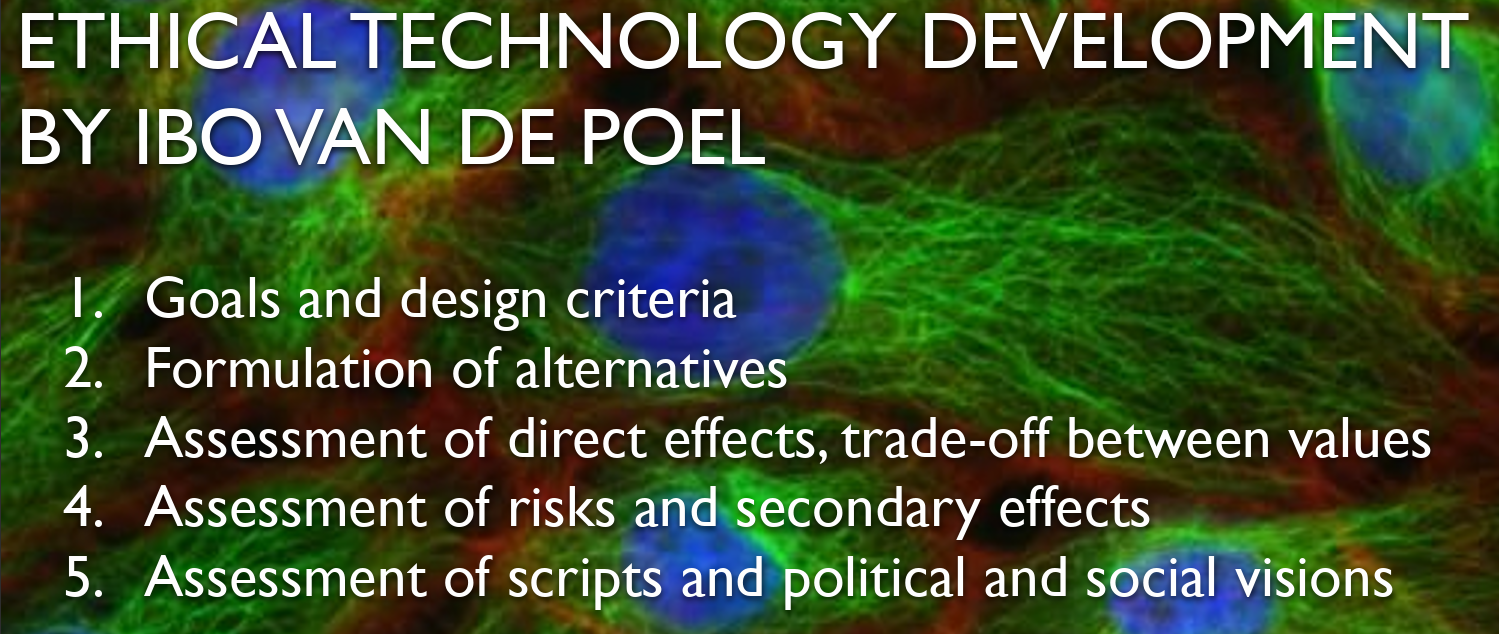 ETHICAL TECHNOLOGY DEVELOPMENT
BY IBO VAN DE POEL
1. Goals and design criteria
2. Formulation of alternatives
3. Assessment of direct effects, trade-off between values
4. Assessment of risks and secondary effects
5. Assessment of scripts and political and social visions